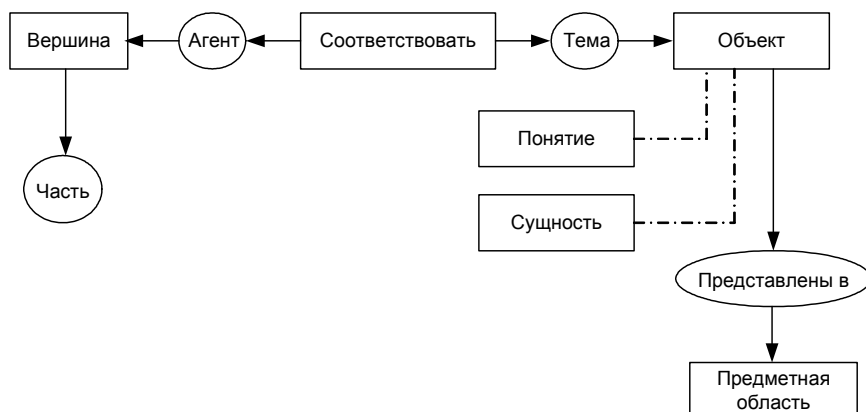 Вершина
Агент
Соответствовать
Тема
Объект
Понятие
Часть
Сущность
Представлены в
Предметная
область